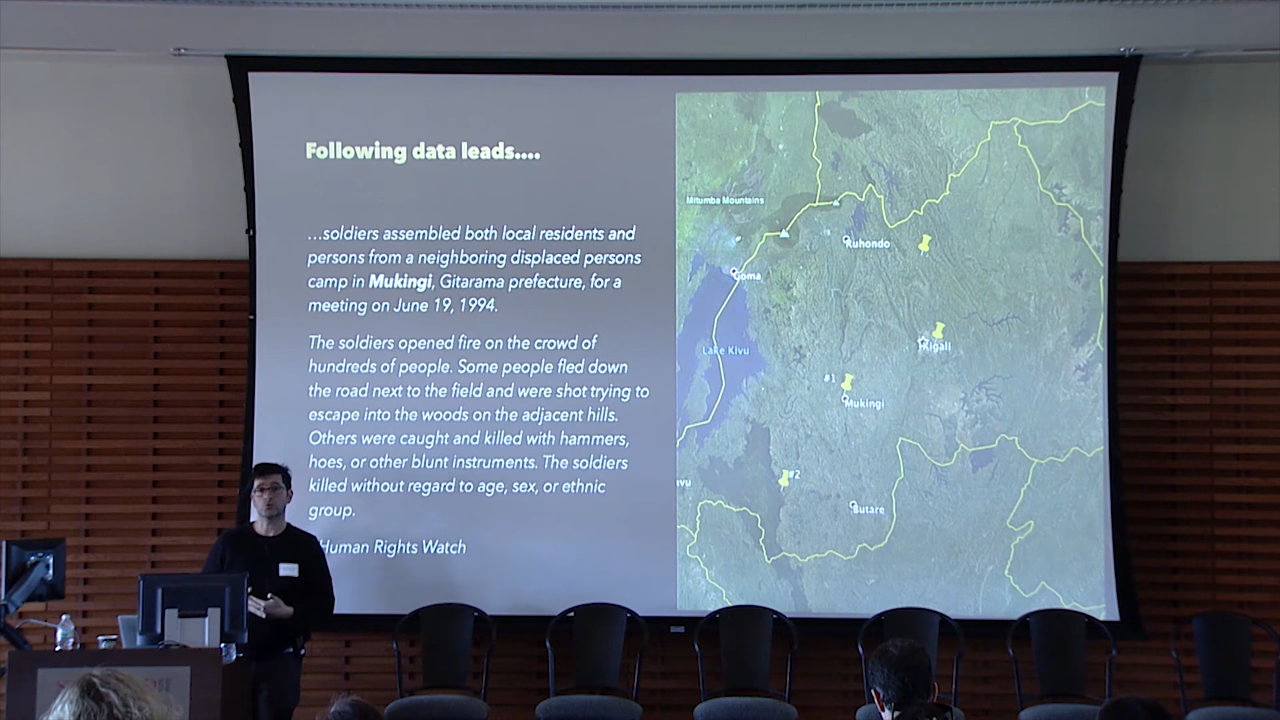 Following data leads....
...soldiers assembled both local residents and
persons from a neighboring displaced persons
camp in Mukingi, Gitarama prefecture, for a
meeting on June 19, 1994.
The soldiers opened fire on the crowd of
hundreds of people. Some people fled down
the road next to the field and were shot trying to
escape into the woods on the adjacent hills.
Others were caught and killed with hammers,
hoes, or other blunt instruments. The soldiers
killed without regard to age, sex, or ethnic
group.
Human Rights Watch
Mitumba Mountains
Ruhondo
Goma
Lake Kivu
Kigali
#1
Mukingi
#2
Butare